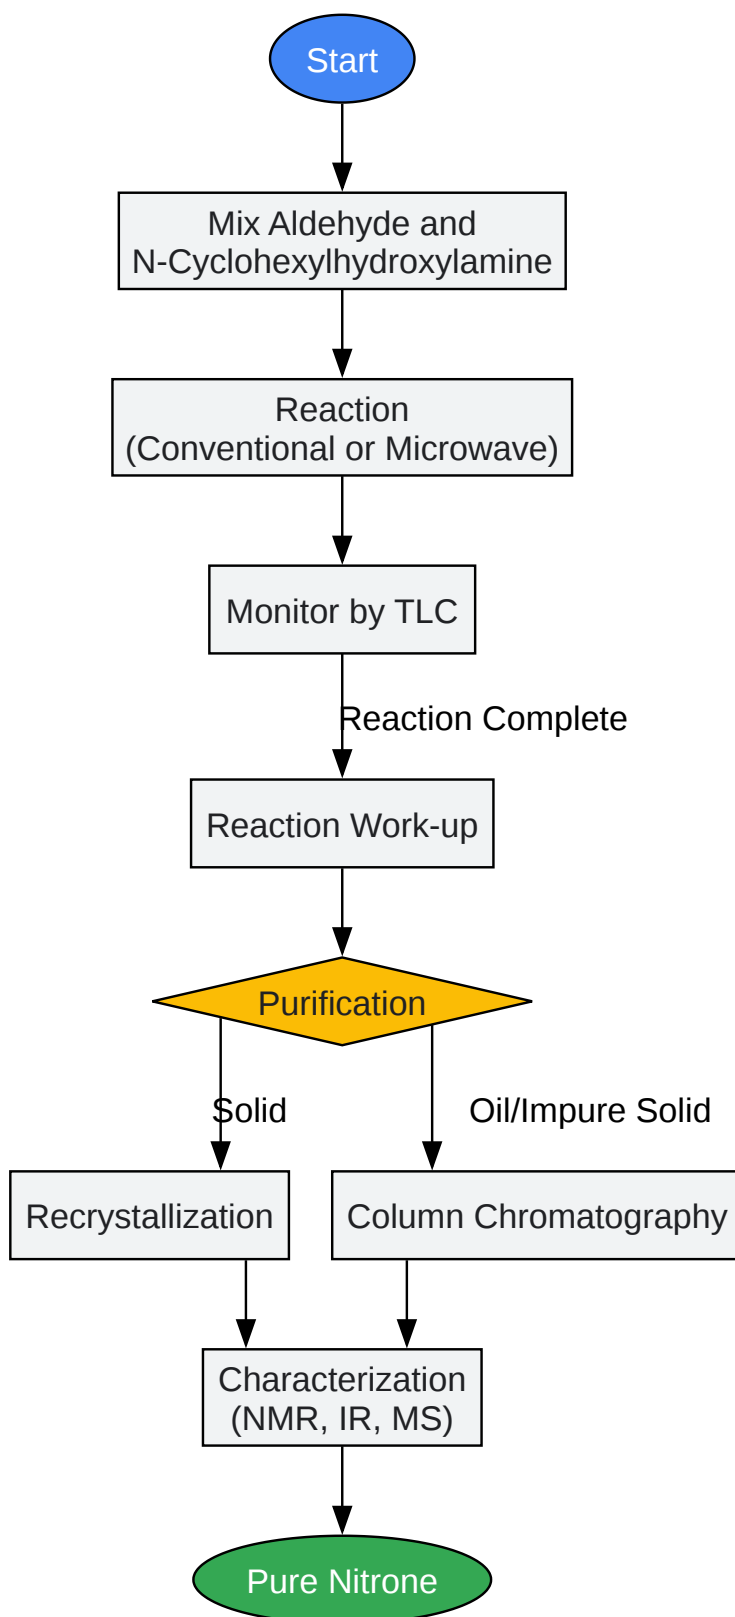 Start
Mix Aldehyde and
N-Cyclohexylhydroxylamine
Reaction
(Conventional or Microwave)
Monitor by TLC
Reaction Complete
Reaction Work-up
Purification
Solid
Oil/Impure Solid
Recrystallization
Column Chromatography
Characterization
(NMR, IR, MS)
Pure Nitrone